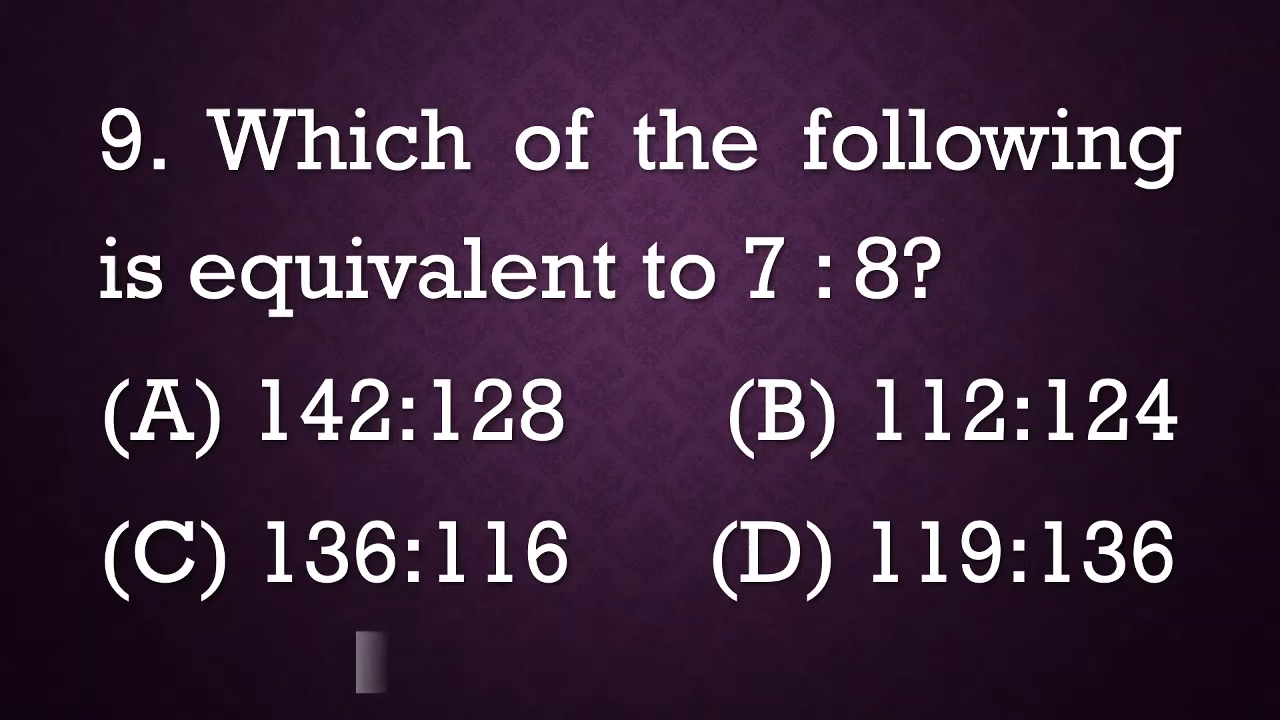 9. Which of the following
is equivalent to 7 : 8?
(A) 142:128 (B) 112:124
(C) 136:116 (D) 119:136